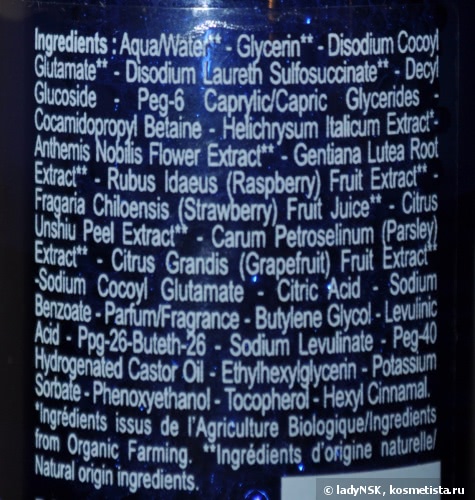 Ingredients : Aqua/Water** - Glycerin** - Disodium Cocoyl
Glutamate** - Disodium Laureth Sulfosuccinate** - Decyl
Glucoside - Peg-6 Caprylic/Capric Glycerides -
Cocamidopropyl Betaine - Helichrysum Italicum Extract*-
Anthemis Nobilis Flower Extract** - Gentiana Lutea Root
Extract** - Rubus Idaeus (Raspberry) Fruit Extract** -
Fragaria Chiloensis (Strawberry) Fruit Juice** - Citrus
Unshiu Peel Extract** - Carum Petroselinum (Parsley)
Extract** - Citrus Grandis (Grapefruit) Fruit Extract**
-Sodium Cocoyl Glutamate - Citric Acid - Sodium
Benzoate - Parfum/Fragrance - Butylene Glycol - Levulinic
Acid - Ppg-26-Buteth-26 - Sodium Levulinate - Peg-40
Hydrogenated Castor Oil - Ethylhexylglycerin - Potassium
Sorbate - Phenoxyethanol - Tocopherol - Hexyl Cinnamal.
*Ingrédients issus de l'Agriculture Biologique/Ingredients
from Organic Farming. **Ingrédients d'origine naturelle/
Natural origin ingredients.
© ladyNSK, kosmetista.ru